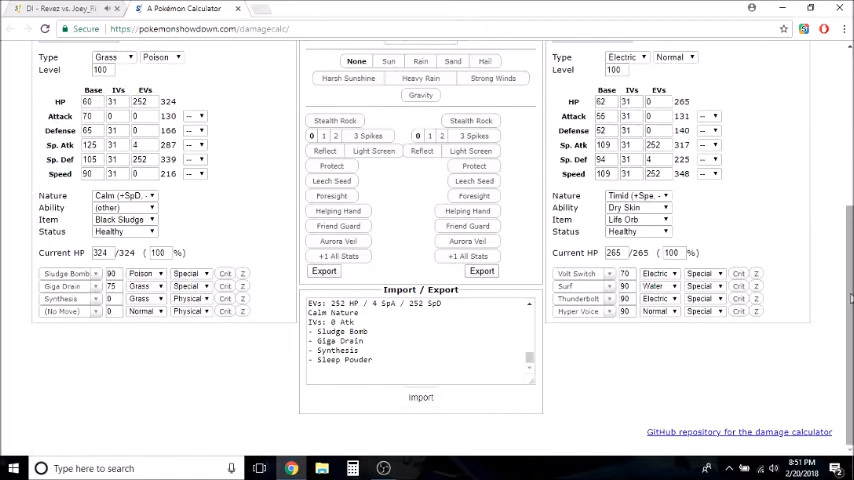 DI - Revez vs. Joey_Ri
A Pokémon Calculator
Secure https://pokemonshowdown.com/damagecalc/
Type Grass Poison
Level 100
Base IVs EVs
HP 60 31 252 324
Attack 70 0 0 130 --
Defense 65 31 0 166 --
Sp. Atk 125 31 4 287 --
Sp. Def 105 31 252 339 --
Speed 90 31 0 216 --
Nature Calm (+SpD, -
Ability (other)
Item Black Sludge
Status Healthy
Current HP 324 /324 ( 100 %)
Sludge Bomb 90 Poison Special Crit Z
Giga Drain 75 Grass Special Crit Z
Synthesis 0 Grass Physical Crit Z
(No Move) 0 Normal Physical Crit Z
None Sun Rain Sand Hail
Harsh Sunshine Heavy Rain Strong Winds
Gravity
Stealth Rock Stealth Rock
0 1 2 3 Spikes 0 1 2 3 Spikes
Reflect Light Screen Reflect Light Screen
Protect Protect
Leech Seed Leech Seed
Foresight Foresight
Helping Hand Helping Hand
Friend Guard Friend Guard
Aurora Veil Aurora Veil
+1 All Stats +1 All Stats
Export Export
Import / Export
EVs: 252 HP / 4 SpA / 252 SpD
Calm Nature
IVs: 0 Atk
- Sludge Bomb
- Giga Drain
- Synthesis
- Sleep Powder
Import
Type Electric Normal
Level 100
Base IVs EVs
HP 62 31 0 265
Attack 55 31 0 131 --
Defense 52 31 0 140 --
Sp. Atk 109 31 252 317 --
Sp. Def 94 31 4 225 --
Speed 109 31 252 348 --
Nature Timid (+Spe, -
Ability Dry Skin
Item Life Orb
Status Healthy
Current HP 265 /265 ( 100 %)
Volt Switch 70 Electric Special Crit Z
Surf 90 Water Special Crit Z
Thunderbolt 90 Electric Special Crit Z
Hyper Voice 90 Normal Special Crit Z
GitHub repository for the damage calculator
Type here to search
8:51 PM
2/20/2018
2